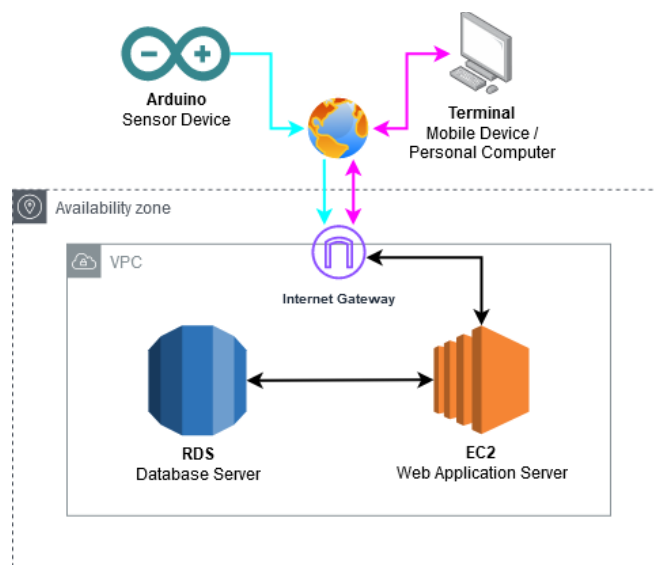 Arduino
Sensor Device
Terminal
Mobile Device /
Personal Computer
Availability zone
VPC
Internet Gateway
RDS
Database Server
EC2
Web Application Server